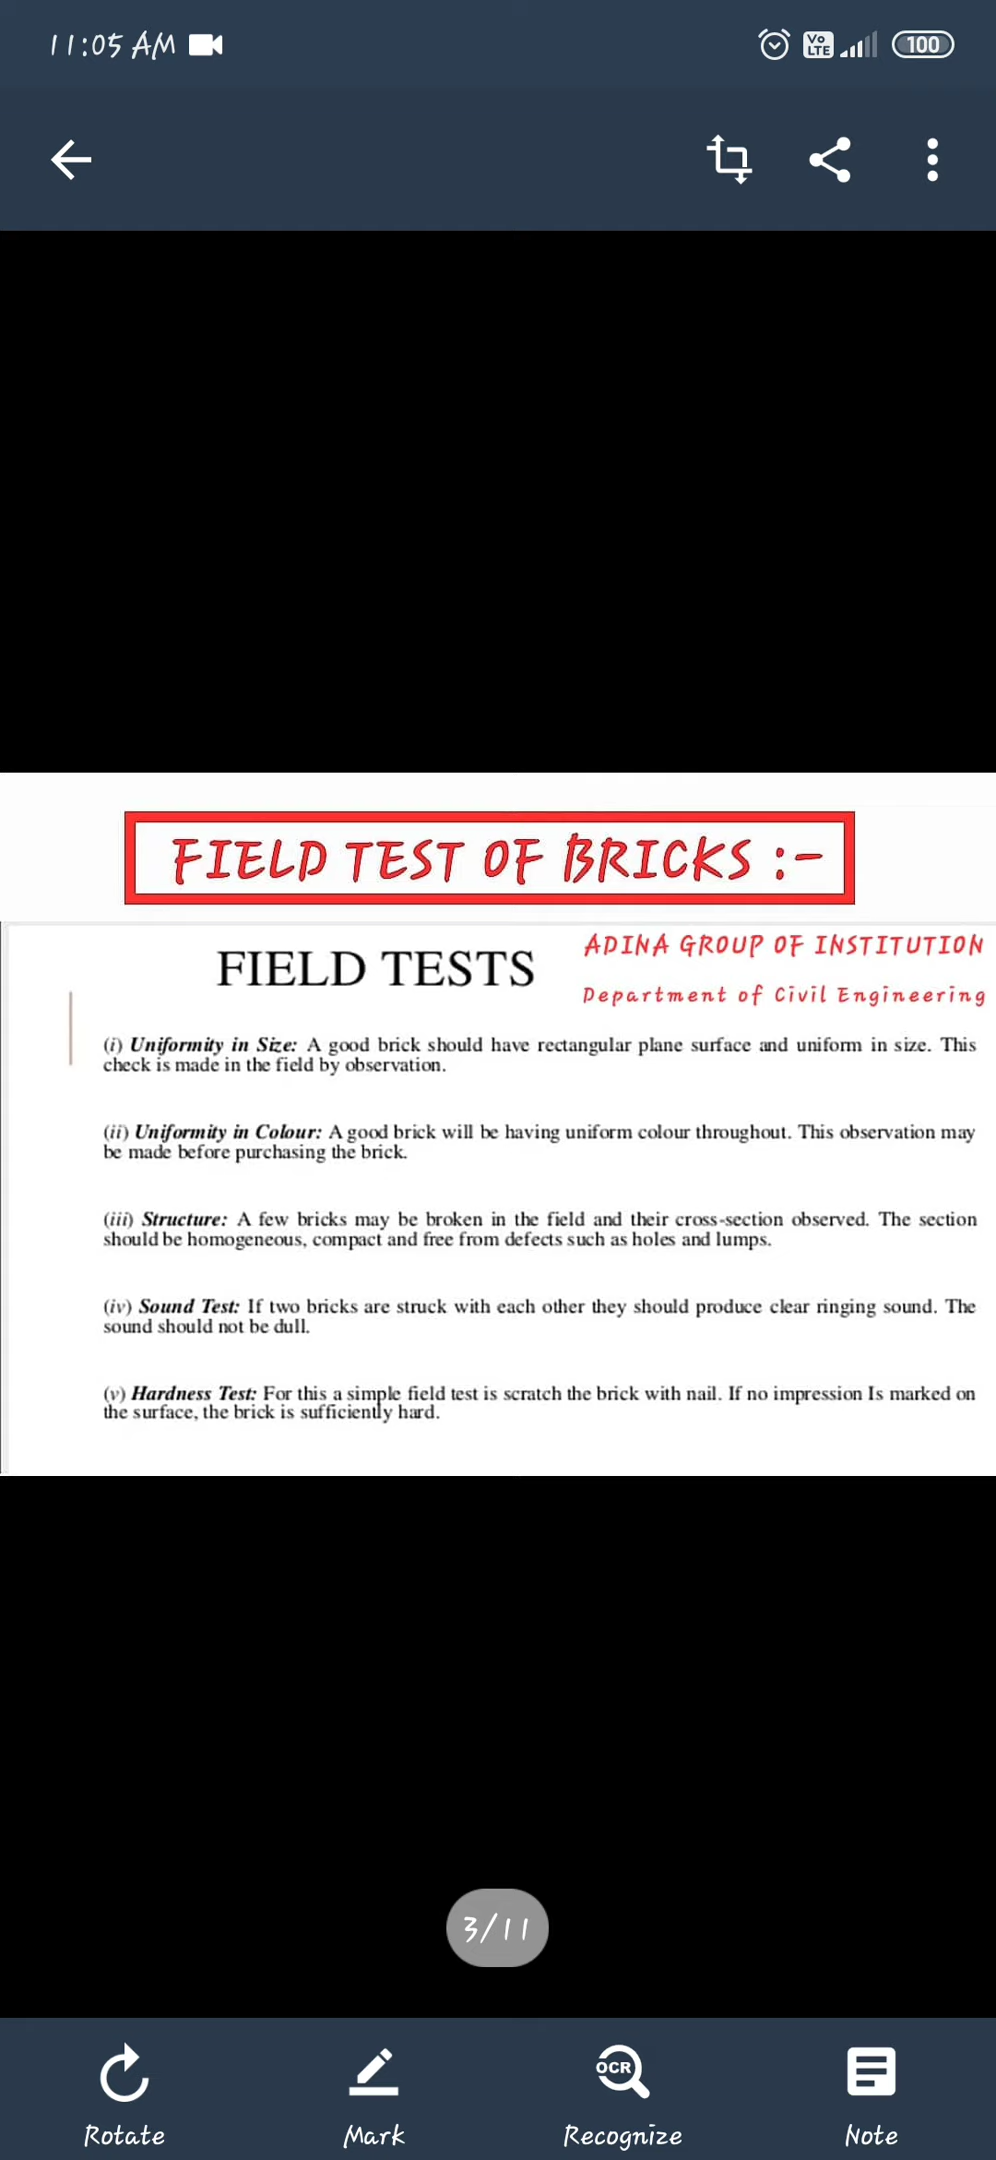 11:05 AM
Vo LTE
100
FIELD TEST OF BRICKS :-
FIELD TESTS
ADINA GROUP OF INSTITUTION
Department of Civil Engineering
(i) Uniformity in Size: A good brick should have rectangular plane surface and uniform in size. This
check is made in the field by observation.
(ii) Uniformity in Colour: A good brick will be having uniform colour throughout. This observation may
be made before purchasing the brick.
(iii) Structure: A few bricks may be broken in the field and their cross-section observed. The section
should be homogeneous, compact and free from defects such as holes and lumps.
(iv) Sound Test: If two bricks are struck with each other they should produce clear ringing sound. The
sound should not be dull.
(v) Hardness Test: For this a simple field test is scratch the brick with nail. If no impression Is marked on
the surface, the brick is sufficiently hard.
3/11
OCR
Rotate Mark Recognize Note